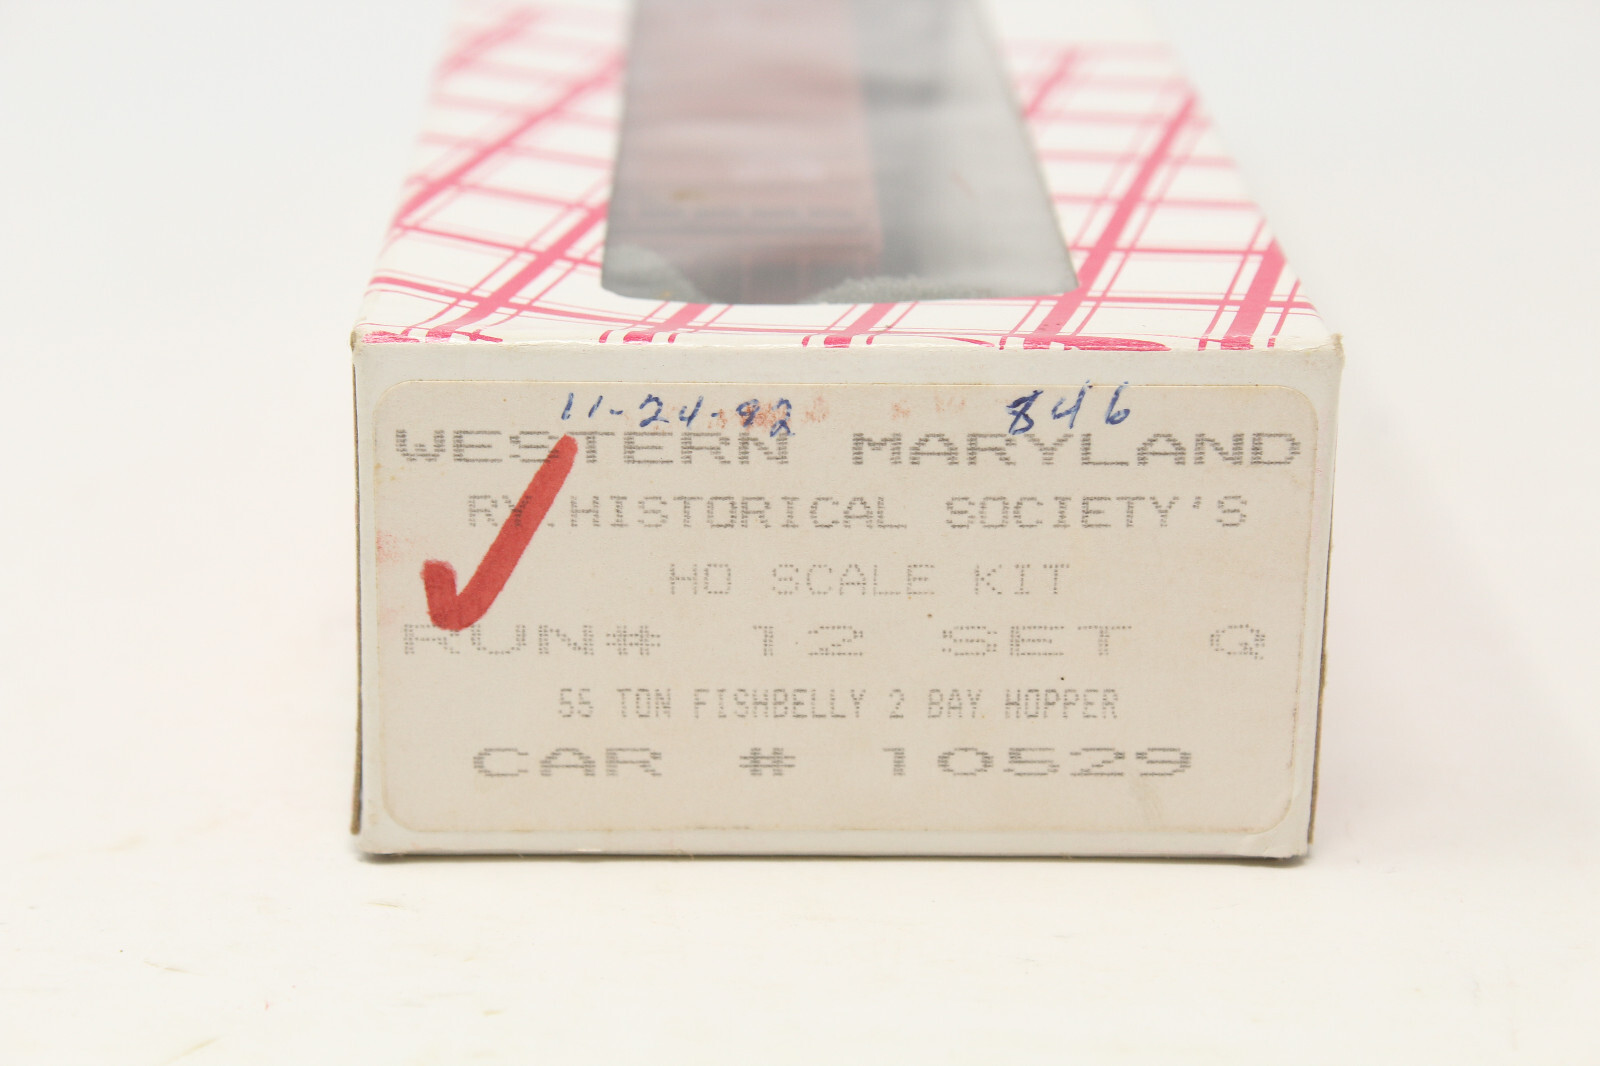 11-24-92 846
WESTERN MARYLAND
RY.HISTORICAL SOCIETY'S
HO SCALE KIT
RUN# 12 SET Q
55 TON FISHBELLY 2 BAY HOPPER
CAR # 10529